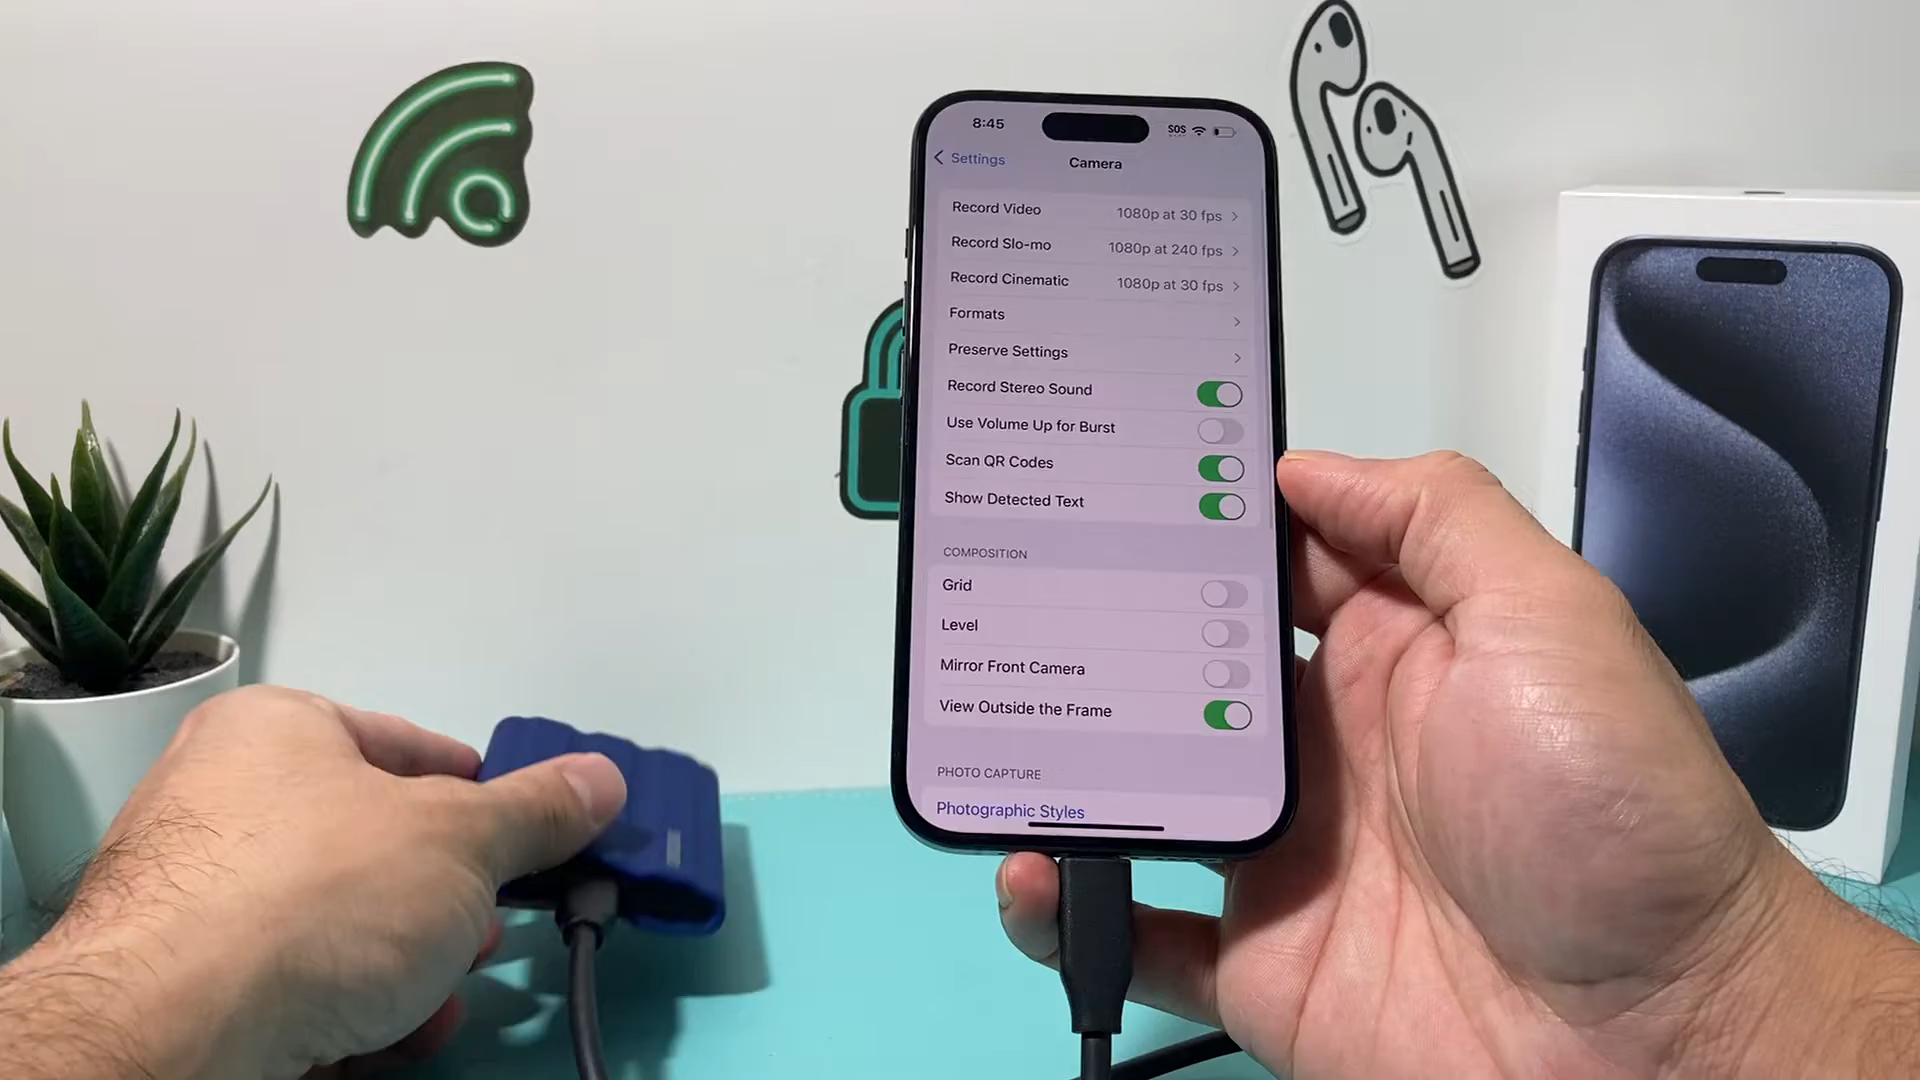 8:45
SOS
Settings
Camera
Record Video 1080p at 30 fps
Record Slo-mo 1080p at 240 fps
Record Cinematic 1080p at 30 fps
Formats
Preserve Settings
Record Stereo Sound
Use Volume Up for Burst
Scan QR Codes
Show Detected Text
COMPOSITION
Grid
Level
Mirror Front Camera
View Outside the Frame
PHOTO CAPTURE
Photographic Styles